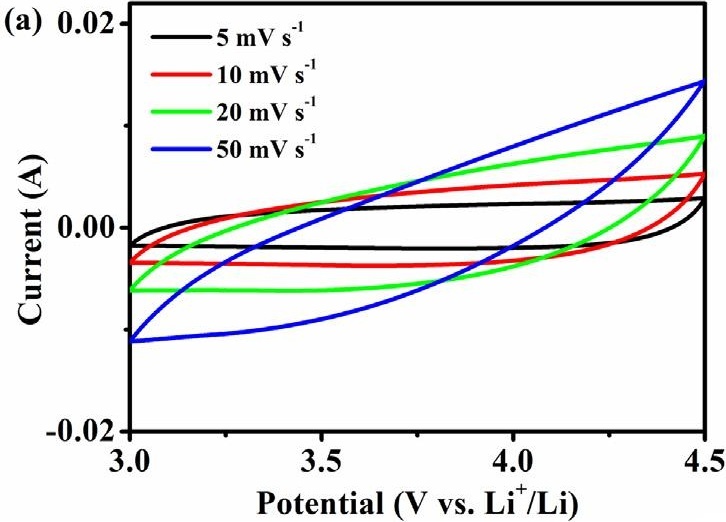 (a)
0.02
0.00
-0.02
Current (A)
5 mV s⁻¹
10 mV s⁻¹
20 mV s⁻¹
50 mV s⁻¹
3.0 3.5 4.0 4.5
Potential (V vs. Li⁺/Li)